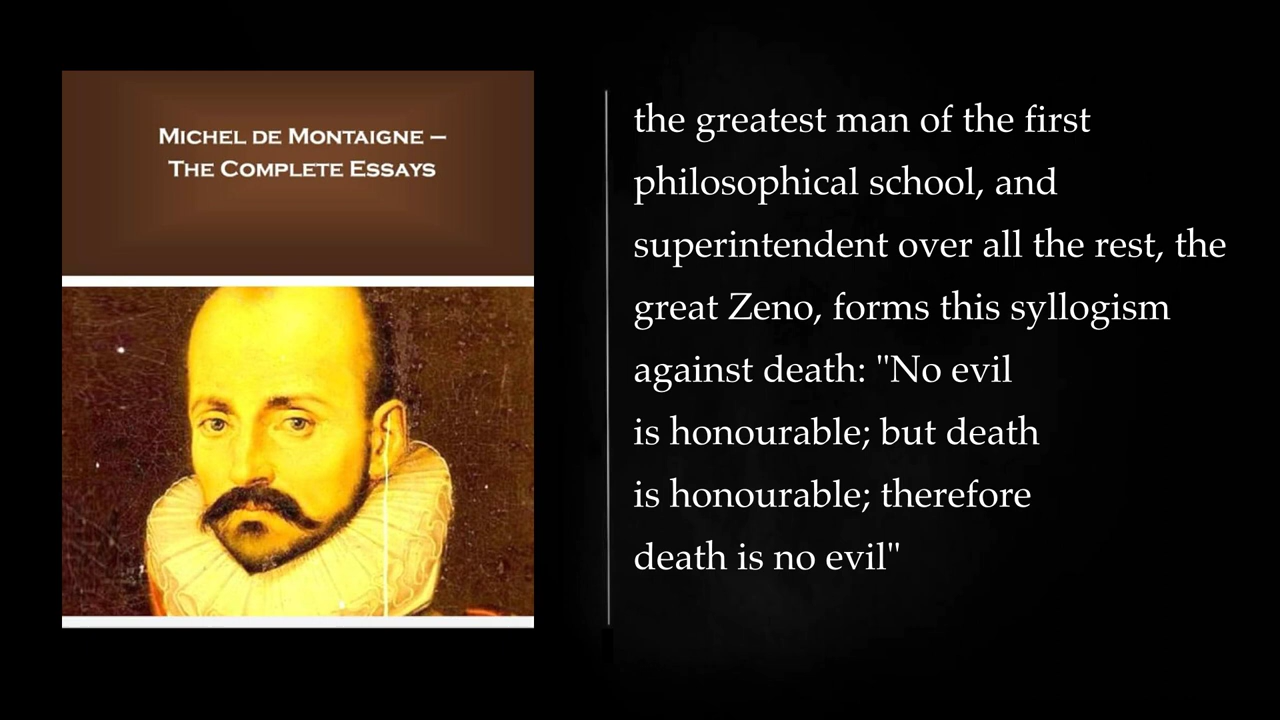 Michel de Montaigne –
The Complete Essays
the greatest man of the first
philosophical school, and
superintendent over all the rest, the
great Zeno, forms this syllogism
against death: "No evil
is honourable; but death
is honourable; therefore
death is no evil"